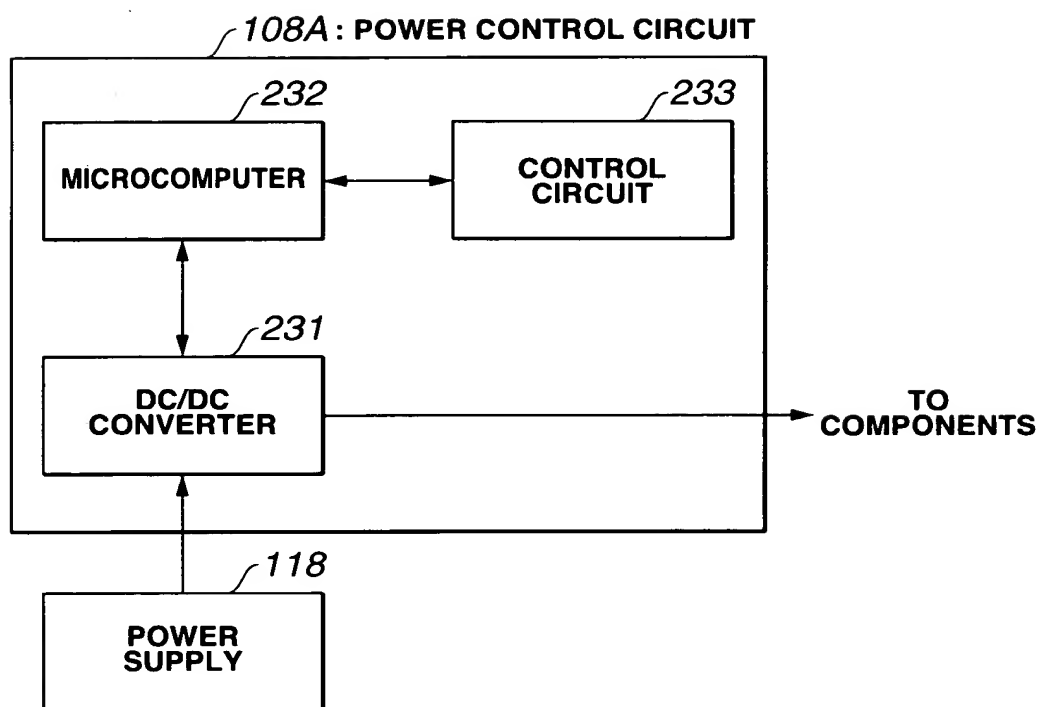 108A: POWER CONTROL CIRCUIT
232
233
MICROCOMPUTER
CONTROL
CIRCUIT
231
DC/DC
CONVERTER
TO
COMPONENTS
118
POWER
SUPPLY